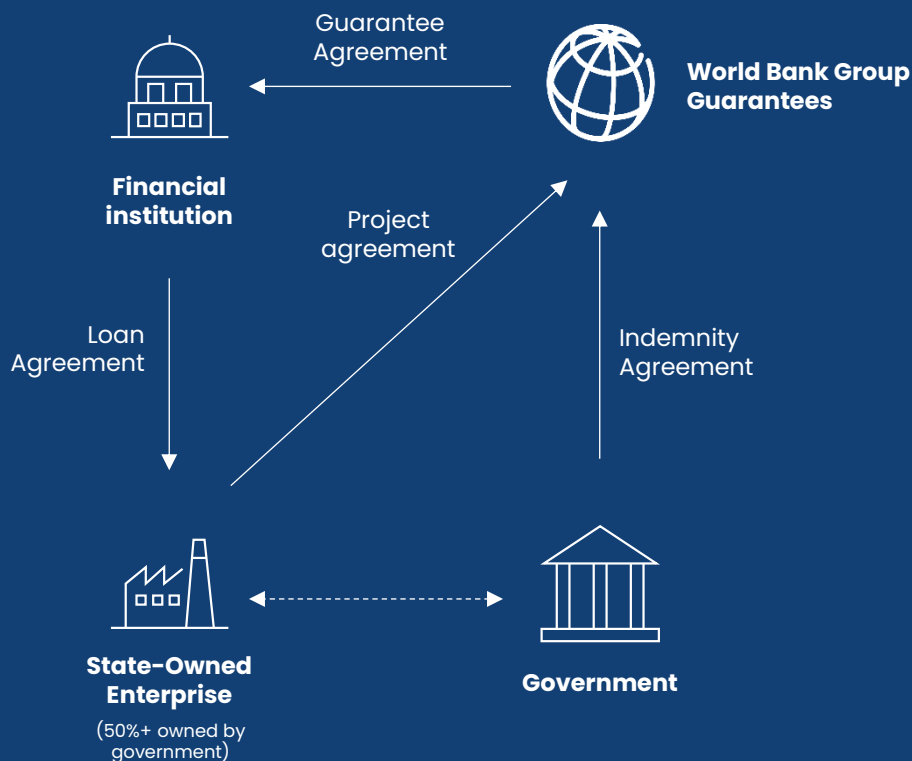 Guarantee
Agreement
World Bank Group
Guarantees
Financial
institution
Project
agreement
Loan
Agreement
Indemnity
Agreement
State-Owned
Enterprise
(50%+ owned by
government)
Government